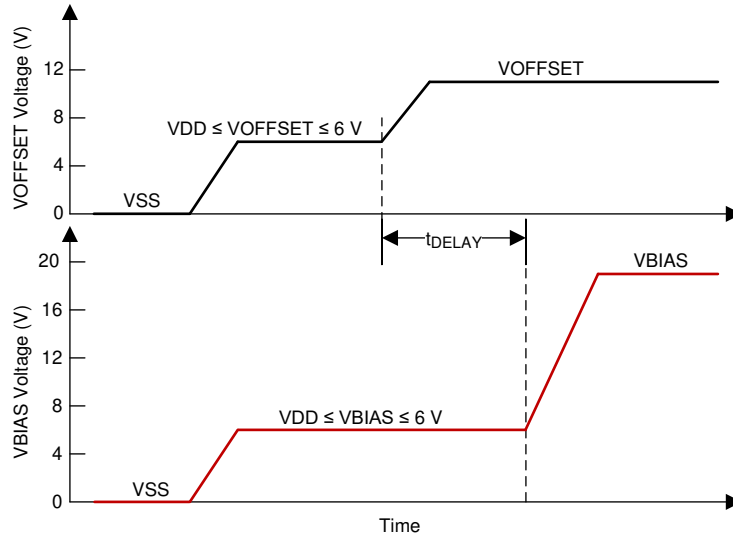 VOFFSET Voltage (V)
12
8
4
0
VOFFSET
VDD ≤ VOFFSET ≤ 6 V
VSS
tDELAY
VBIAS Voltage (V)
20
16
12
8
4
0
VBIAS
VDD ≤ VBIAS ≤ 6 V
VSS
Time